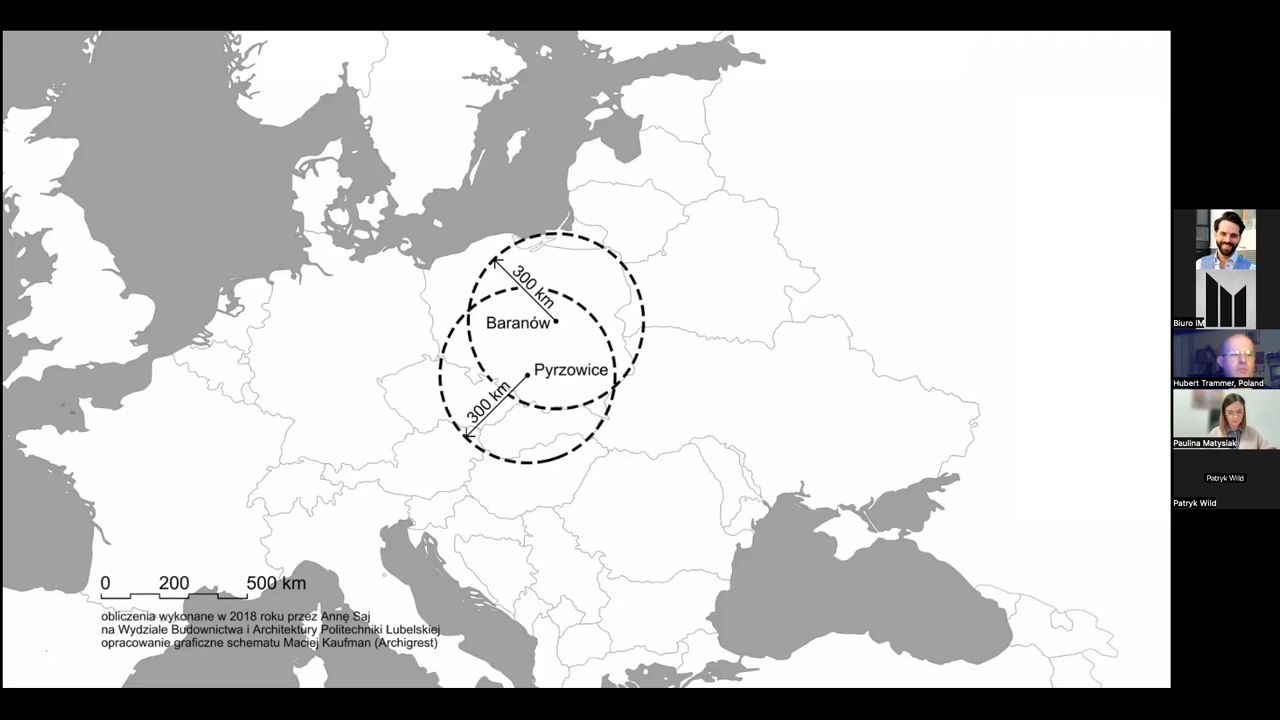 300 km
Baranów
Pyrzowice
300 km
0 200 500 km
obliczenia wykonane w 2018 roku przez Annę Saj
na Wydziale Budownictwa i Architektury Politechniki Lubelskiej
opracowanie graficzne schematu Maciej Kaufman (Archigrest)
Biuro IM
Hubert Trammer, Poland
Paulina Matysiak
Patryk Wild
Patryk Wild